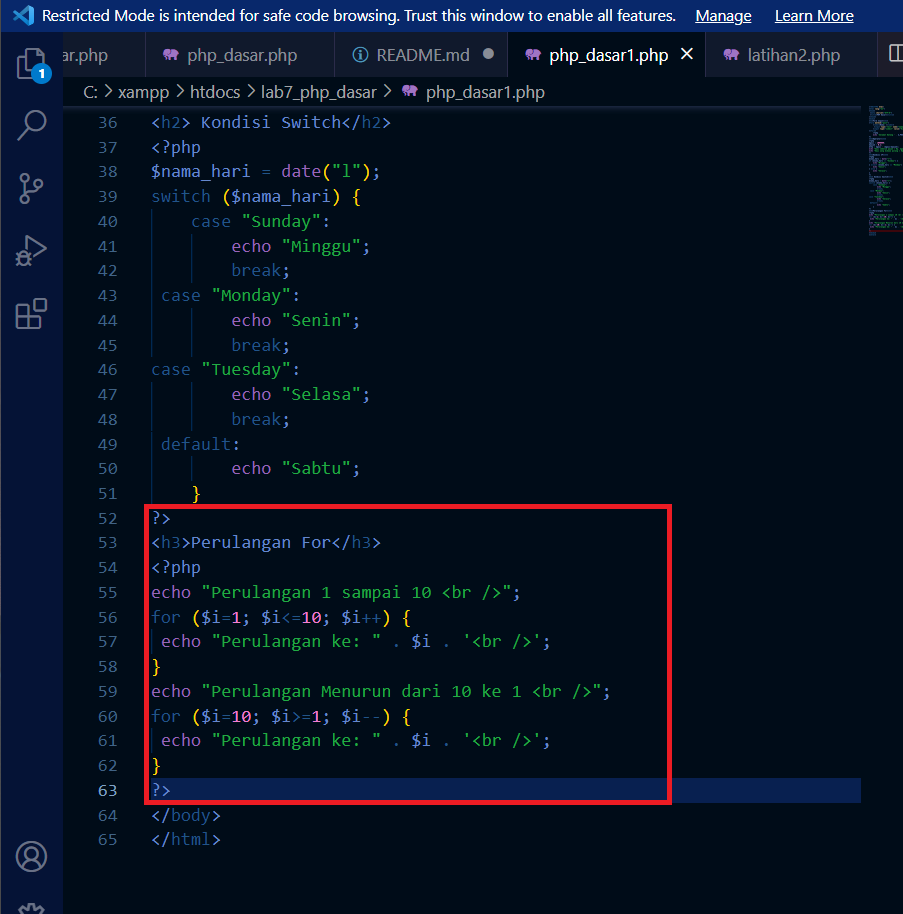 Restricted Mode is intended for safe code browsing. Trust this window to enable all features. Manage Learn More
ar.php php_dasar.php README.md php_dasar1.php latihan2.php
1
C: > xampp > htdocs > lab7_php_dasar > php_dasar1.php
36 <h2> Kondisi Switch</h2>
37 <?php
38 $nama_hari = date("l");
39 switch ($nama_hari) {
40     case "Sunday":
41         echo "Minggu";
42         break;
43  case "Monday":
44         echo "Senin";
45         break;
46 case "Tuesday":
47         echo "Selasa";
48         break;
49  default:
50         echo "Sabtu";
51     }
52 ?>
53 <h3>Perulangan For</h3>
54 <?php
55 echo "Perulangan 1 sampai 10 <br />";
56 for ($i=1; $i<=10; $i++) {
57  echo "Perulangan ke: " . $i . '<br />';
58 }
59 echo "Perulangan Menurun dari 10 ke 1 <br />";
60 for ($i=10; $i>=1; $i--) {
61  echo "Perulangan ke: " . $i . '<br />';
62 }
63 ?>
64 </body>
65 </html>